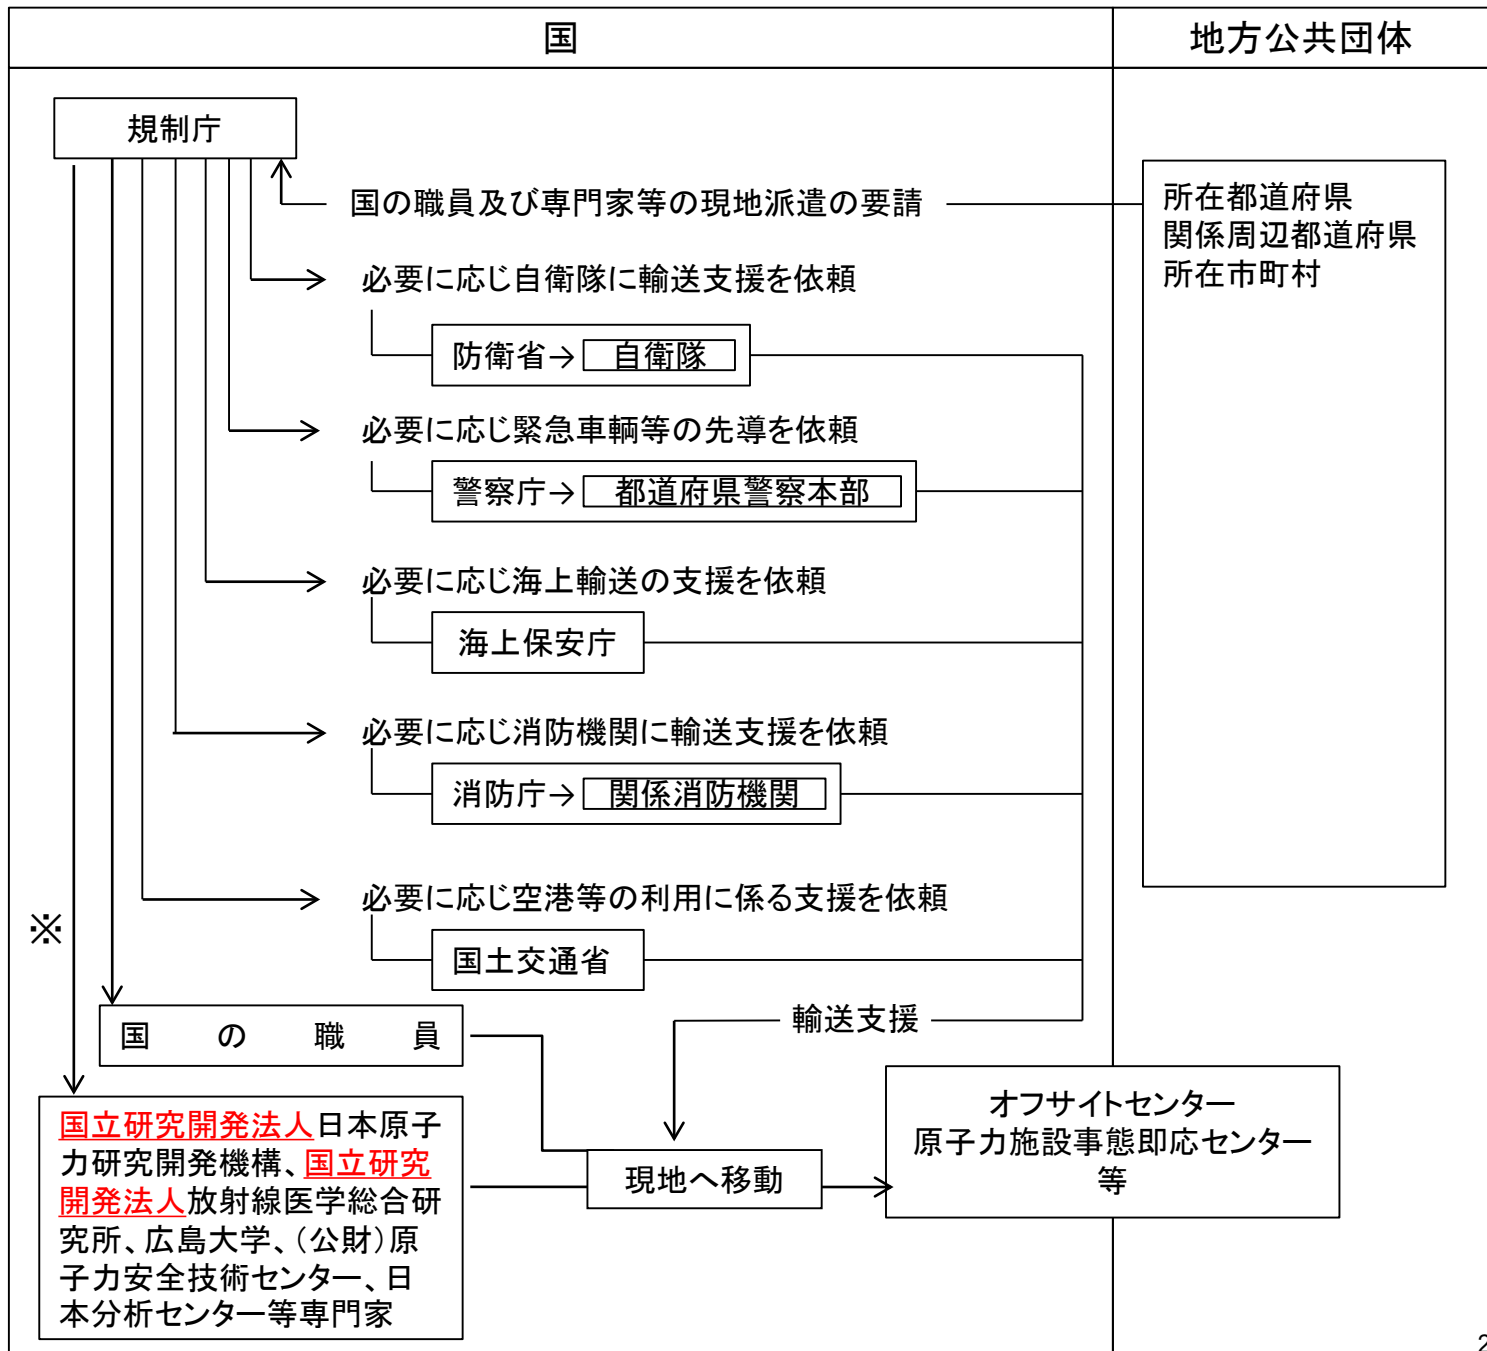 国
地方公共団体
規制庁
国の職員及び専門家等の現地派遣の要請
所在都道府県
関係周辺都道府県
所在市町村
必要に応じ自衛隊に輸送支援を依頼
防衛省→ 自衛隊
必要に応じ緊急車輌等の先導を依頼
警察庁→ 都道府県警察本部
必要に応じ海上輸送の支援を依頼
海上保安庁
必要に応じ消防機関に輸送支援を依頼
消防庁→ 関係消防機関
必要に応じ空港等の利用に係る支援を依頼
※
国土交通省
輸送支援
国の職員
国立研究開発法人日本原子
力研究開発機構、国立研究
開発法人放射線医学総合研
究所、広島大学、（公財）原
子力安全技術センター、日
本分析センター等専門家
現地へ移動
オフサイトセンター
原子力施設事態即応センター
等
2